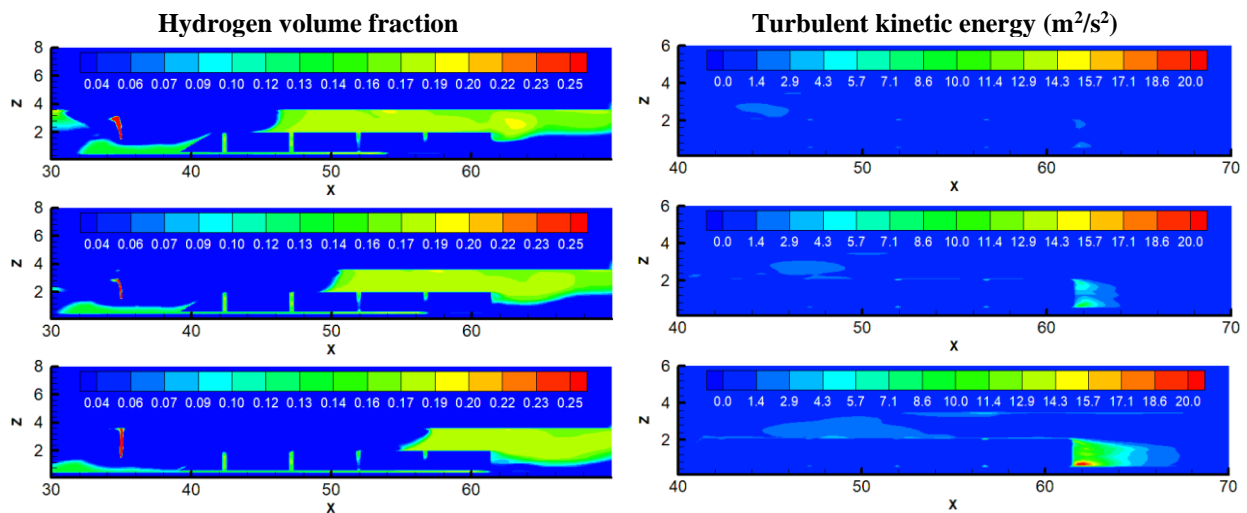 Hydrogen volume fraction
Turbulent kinetic energy (m²/s²)
8
6
4
2
Z
0.04 0.06 0.07 0.09 0.10 0.12 0.13 0.14 0.16 0.17 0.19 0.20 0.22 0.23 0.25
30 40 50 60
X
6
4
2
0
Z
0.0 1.4 2.9 4.3 5.7 7.1 8.6 10.0 11.4 12.9 14.3 15.7 17.1 18.6 20.0
40 50 60 70
X
8
6
4
2
Z
0.04 0.06 0.07 0.09 0.10 0.12 0.13 0.14 0.16 0.17 0.19 0.20 0.22 0.23 0.25
30 40 50 60
X
6
4
2
0
Z
0.0 1.4 2.9 4.3 5.7 7.1 8.6 10.0 11.4 12.9 14.3 15.7 17.1 18.6 20.0
40 50 60 70
X
8
6
4
2
Z
0.04 0.06 0.07 0.09 0.10 0.12 0.13 0.14 0.16 0.17 0.19 0.20 0.22 0.23 0.25
30 40 50 60
X
6
4
2
0
Z
0.0 1.4 2.9 4.3 5.7 7.1 8.6 10.0 11.4 12.9 14.3 15.7 17.1 18.6 20.0
40 50 60 70
X